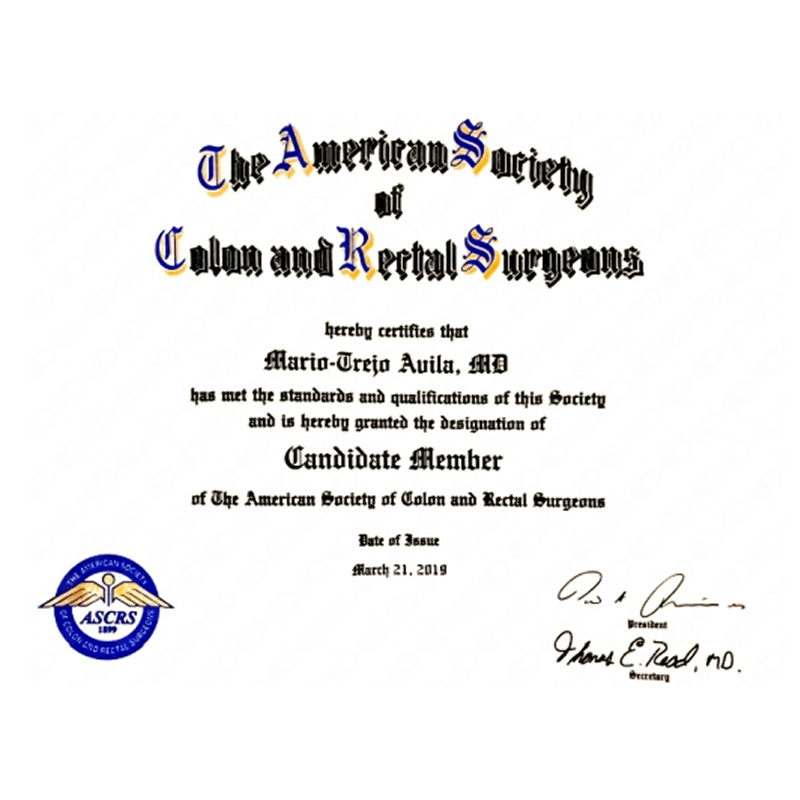 The American Society
of
Colon and Rectal Surgeons
hereby certifies that
Mario-Trejo Avila, MD
has met the standards and qualifications of this Society
and is hereby granted the designation of
Candidate Member
of The American Society of Colon and Rectal Surgeons
Date of Issue
March 21, 2019
THE AMERICAN SOCIETY
ASCRS
1899
OF COLON AND RECTAL SURGEONS
President
Thomas E. Read, MD.
Secretary